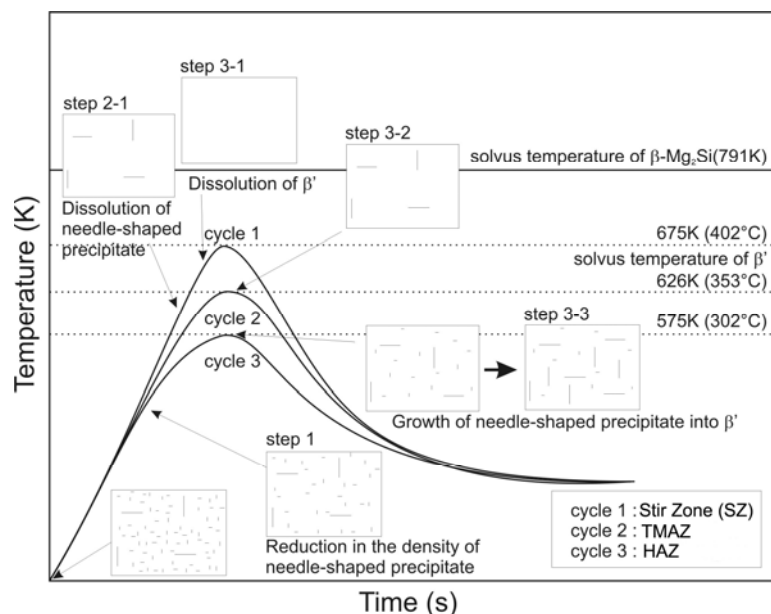 step 3-1
step 2-1
step 3-2
solvus temperature of β-Mg₂Si(791K)
Dissolution of β’
Dissolution of
needle-shaped
precipitate
cycle 1
675K (402°C)
solvus temperature of β’
626K (353°C)
cycle 2
575K (302°C)
cycle 3
step 3-3
Growth of needle-shaped precipitate into β’
step 1
Reduction in the density of
needle-shaped precipitate
cycle 1 : Stir Zone (SZ)
cycle 2 : TMAZ
cycle 3 : HAZ
Temperature (K)
Time (s)